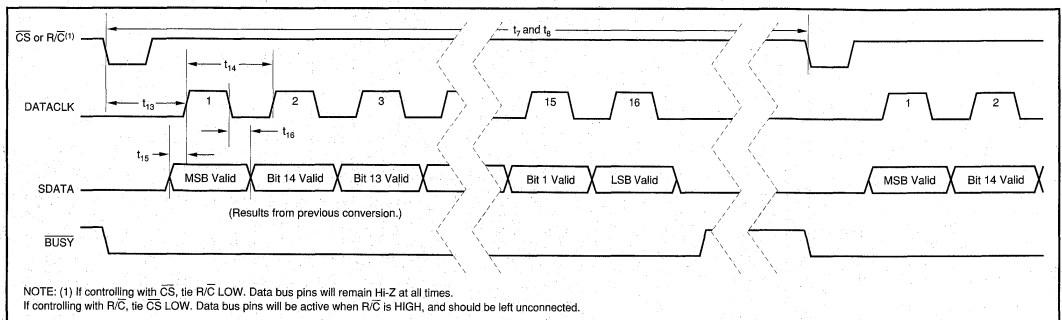 t7 and t8
CS or R/C(1)
t14
t13
DATACLK
1
2
3
15
16
1
2
t16
t15
SDATA
MSB Valid
Bit 14 Valid
Bit 13 Valid
Bit 1 Valid
LSB Valid
MSB Valid
Bit 14 Valid
(Results from previous conversion.)
BUSY
NOTE: (1) If controlling with C̅S̅, tie R/C̅ LOW. Data bus pins will remain Hi-Z at all times.
If controlling with R/C̅, tie C̅S̅ LOW. Data bus pins will be active when R/C̅ is HIGH, and should be left unconnected.